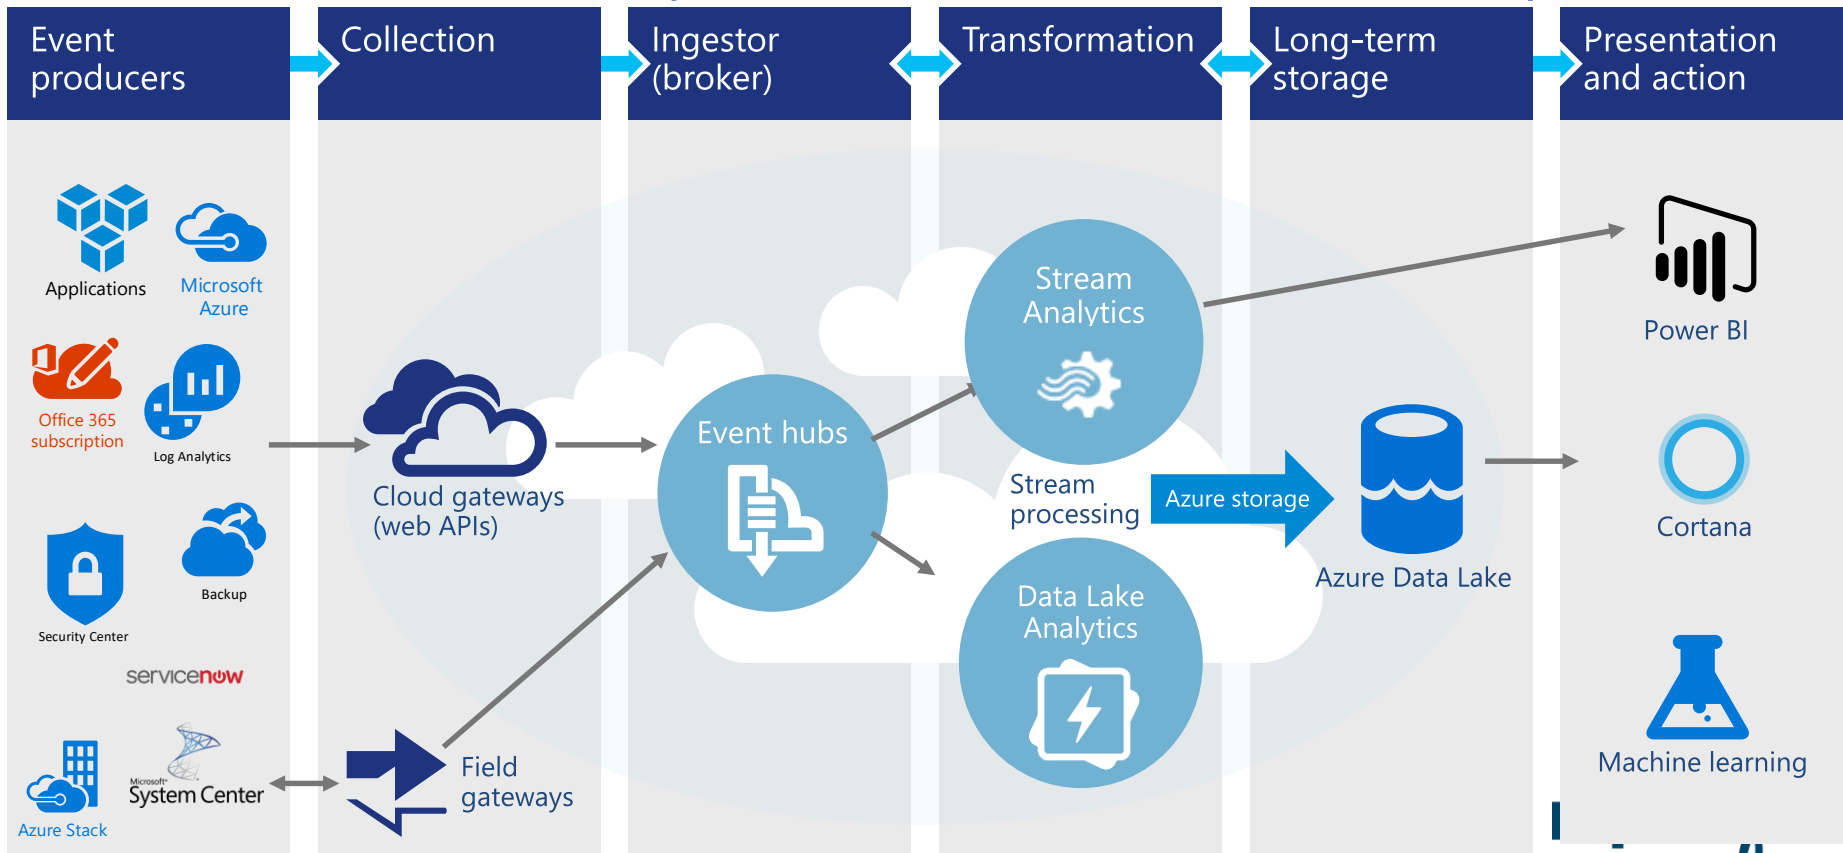 Event
producers
Collection
Ingestor
(broker)
Transformation
Long-term
storage
Presentation
and action
Applications
Microsoft
Azure
Office 365
subscription
Log Analytics
Backup
Security Center
servicenow
Azure Stack
Microsoft
System Center
Cloud gateways
(web APIs)
Field
gateways
Event hubs
Stream
Analytics
Stream
processing
Data Lake
Analytics
Azure storage
Azure Data Lake
Power BI
Cortana
Machine learning